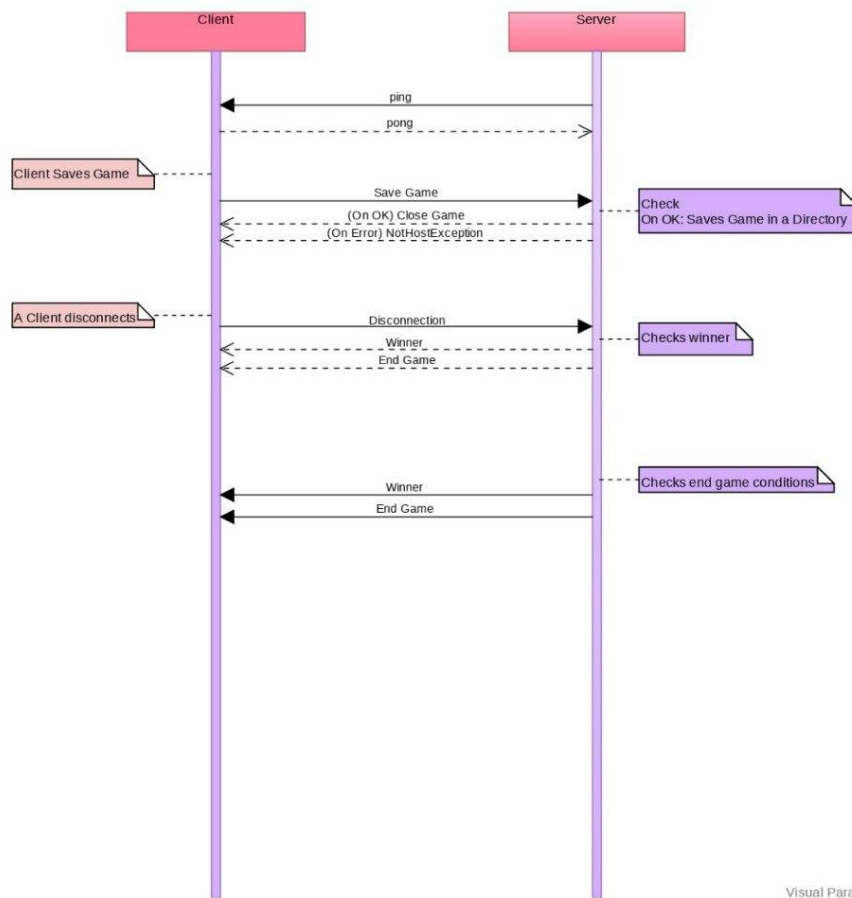 Client
Server
ping
pong
Client Saves Game
Save Game
Check
On OK: Saves Game in a Directory
(On OK) Close Game
(On Error) NotHostException
A Client disconnects
Disconnection
Checks winner
Winner
End Game
Checks end game conditions
Winner
End Game
Visual Para